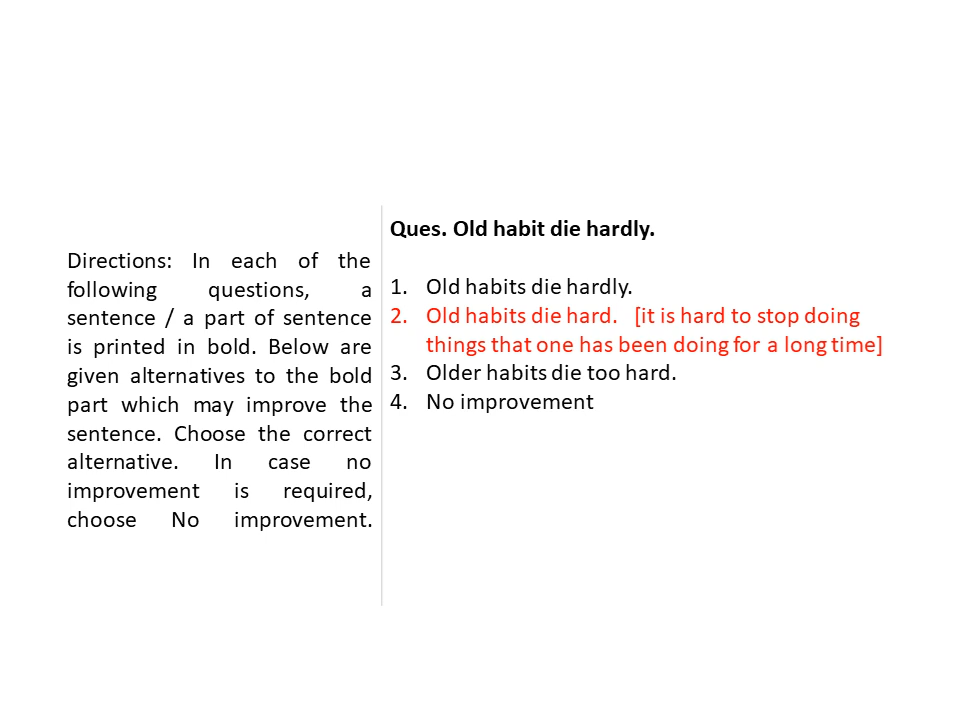 Directions: In each of the
following questions, a
sentence / a part of sentence
is printed in bold. Below are
given alternatives to the bold
part which may improve the
sentence. Choose the correct
alternative. In case no
improvement is required,
choose No improvement.
Ques. Old habit die hardly.
1. Old habits die hardly.
2. Old habits die hard. [it is hard to stop doing
things that one has been doing for a long time]
3. Older habits die too hard.
4. No improvement